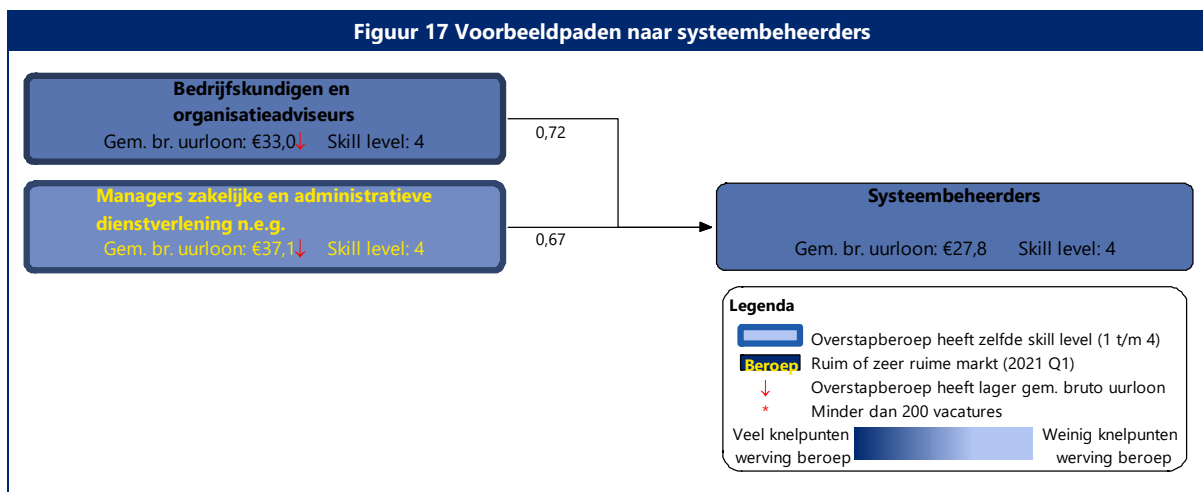 Figuur 17 Voorbeeldpaden naar systeembeheerders
Bedrijfskundigen en
organisatieadviseurs
Gem. br. uurloon: €33,0↓ Skill level: 4
0,72
Managers zakelijke en administratieve
dienstverlening n.e.g.
Gem. br. uurloon: €37,1↓ Skill level: 4
0,67
Systeembeheerders
Gem. br. uurloon: €27,8 Skill level: 4
Legenda
Overstapberoep heeft zelfde skill level (1 t/m 4)
Beroep Ruim of zeer ruime markt (2021 Q1)
↓ Overstapberoep heeft lager gem. bruto uurloon
* Minder dan 200 vacatures
Veel knelpunten
werving beroep
Weinig knelpunten
werving beroep